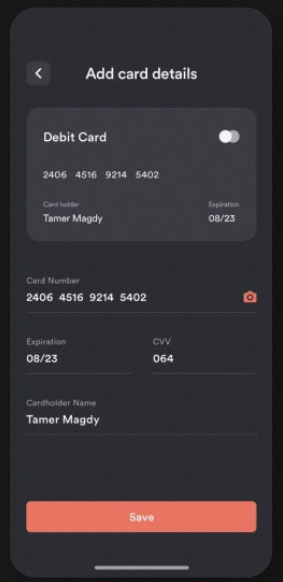 Add card details
Debit Card
2406 4516 9214 5402
Card holder Expiration
Tamer Magdy 08/23
Card Number
2406 4516 9214 5402
Expiration CVV
08/23 064
Cardholder Name
Tamer Magdy
Save